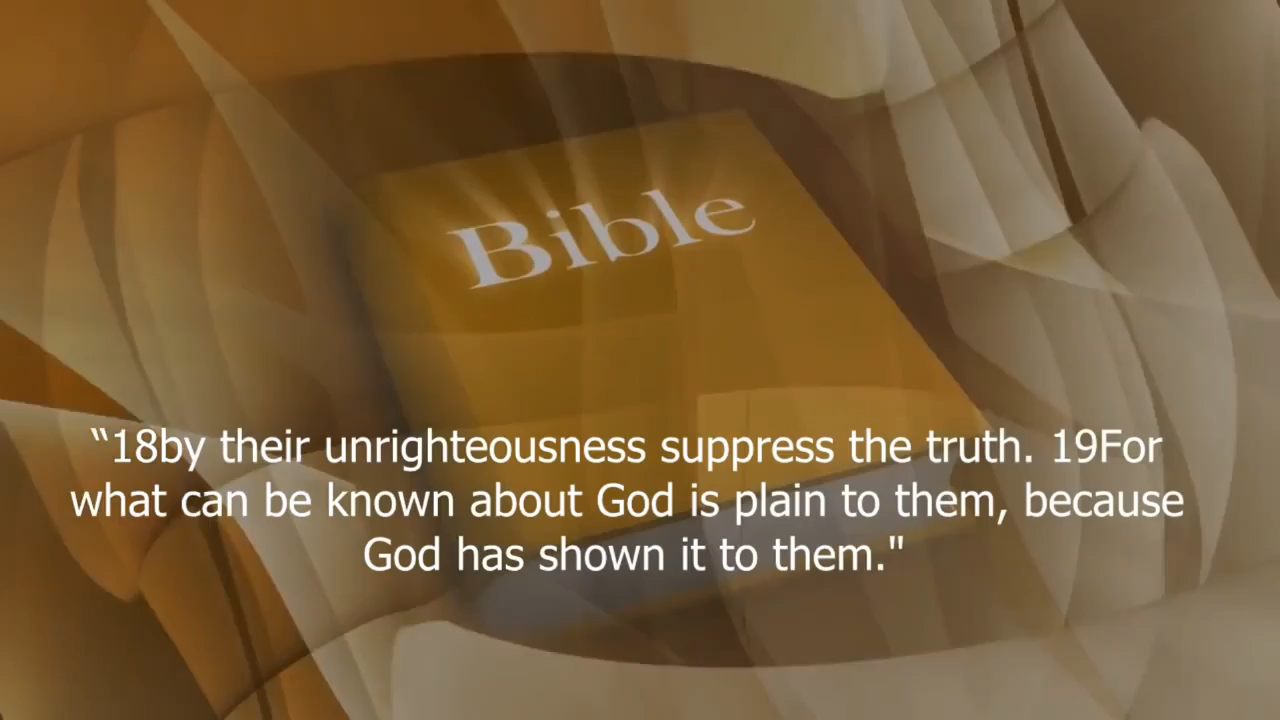 Bible
“18by their unrighteousness suppress the truth. 19For
what can be known about God is plain to them, because
God has shown it to them."